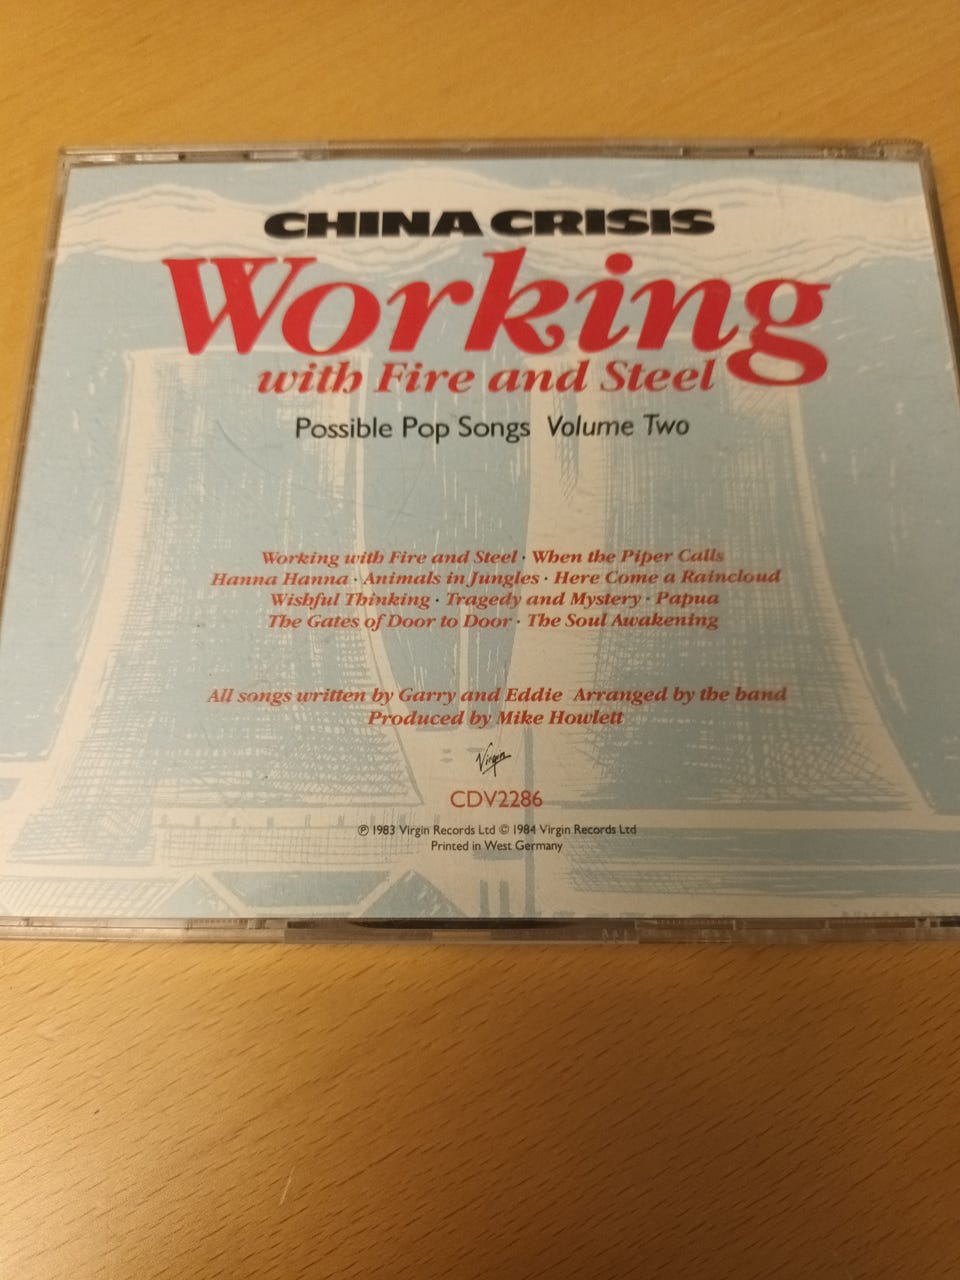 CHINA CRISIS
Working
with Fire and Steel
Possible Pop Songs Volume Two
Working with Fire and Steel · When the Piper Calls
Hanna Hanna · Animals in Jungles · Here Come a Raincloud
Wishful Thinking · Tragedy and Mystery · Papua
The Gates of Door to Door · The Soul Awakening
All songs written by Garry and Eddie Arranged by the band
Produced by Mike Howlett
Virgin
CDV2286
℗ 1983 Virgin Records Ltd © 1984 Virgin Records Ltd
Printed in West Germany